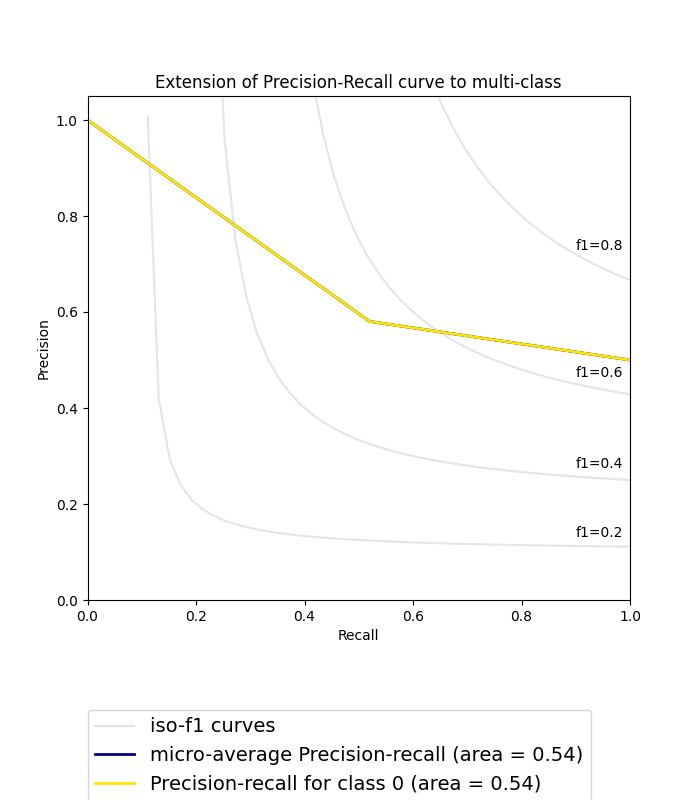 Extension of Precision-Recall curve to multi-class
1.0
0.8
0.6
0.4
0.2
0.0
Precision
f1=0.8
f1=0.6
f1=0.4
f1=0.2
0.0 0.2 0.4 0.6 0.8 1.0
Recall
iso-f1 curves
micro-average Precision-recall (area = 0.54)
Precision-recall for class 0 (area = 0.54)